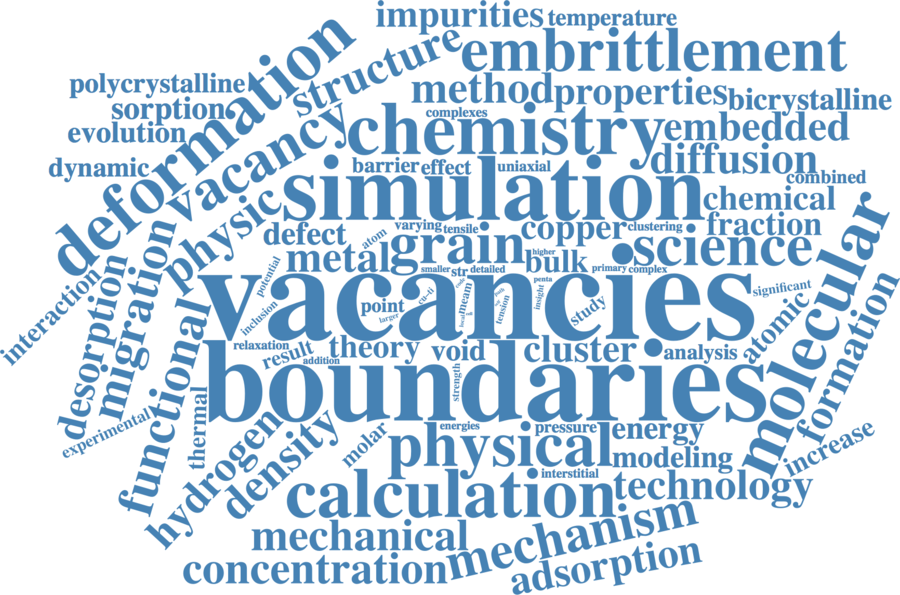 impurities
temperature
deformation
structure
embrittlement
polycrystalline
method
properties
bicrystalline
sorption
complexes
evolution
vacancy
chemistry
embedded
dynamic
barrier
effect
uniaxial
diffusion
combined
simulation
chemical
physic
defect
varying
tensile
copper
clustering
fraction
atom
grain
science
metal
higher
bulk
smaller
str
detailed
primary
complex
interaction
desorption
migration
potential
vacancies
significant
molecular
inclusion
point
larger
cu-ti
meam
tension
insight
penta
study
atomic
formation
functional
relaxation
result
addition
theory
void
cluster
analysis
boundaries
strength
thermal
experimental
hydrogen
density
molar
energies
physical
pressure
energy
modeling
increase
interstitial
calculation
technology
mechanical
mechanism
concentration
adsorption